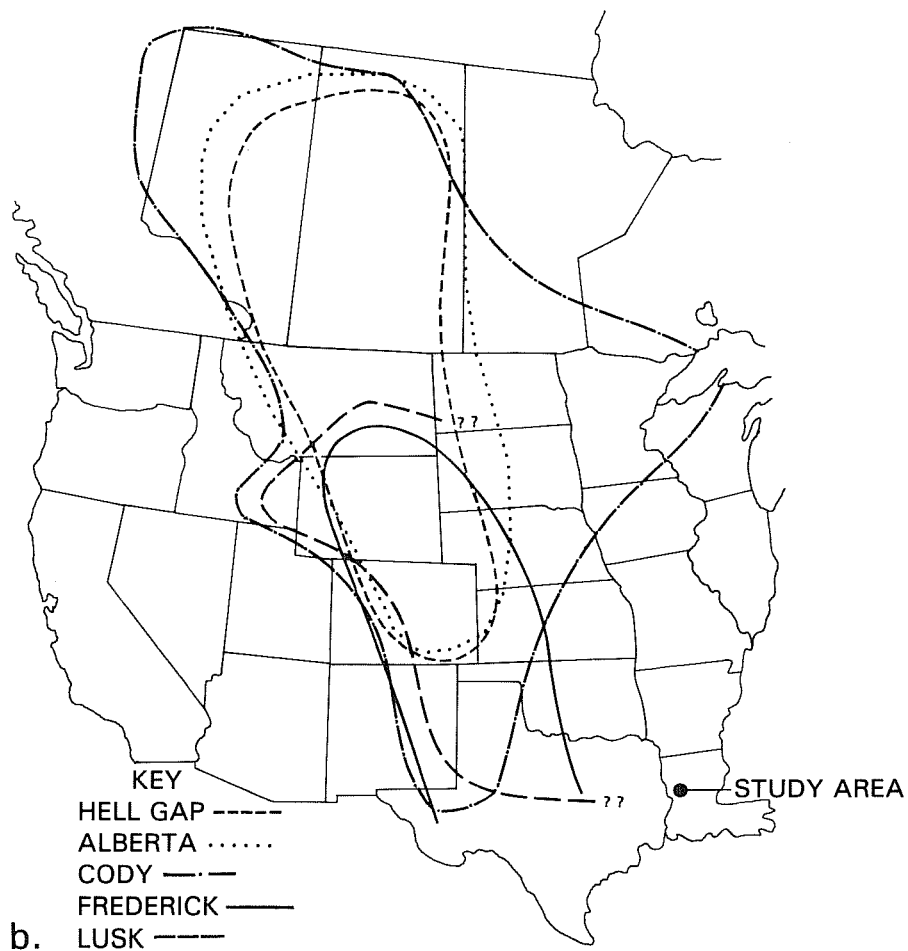 ? ?
? ?
STUDY AREA
KEY
HELL GAP
ALBERTA
CODY
FREDERICK
LUSK
b.